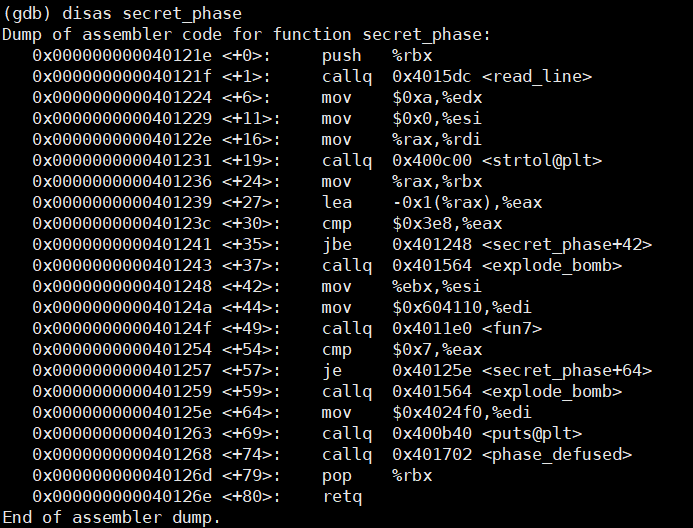 (gdb) disas secret_phase
Dump of assembler code for function secret_phase:
   0x000000000040121e <+0>:     push   %rbx
   0x000000000040121f <+1>:     callq  0x4015dc <read_line>
   0x0000000000401224 <+6>:     mov    $0xa,%edx
   0x0000000000401229 <+11>:    mov    $0x0,%esi
   0x000000000040122e <+16>:    mov    %rax,%rdi
   0x0000000000401231 <+19>:    callq  0x400c00 <strtol@plt>
   0x0000000000401236 <+24>:    mov    %rax,%rbx
   0x0000000000401239 <+27>:    lea    -0x1(%rax),%eax
   0x000000000040123c <+30>:    cmp    $0x3e8,%eax
   0x0000000000401241 <+35>:    jbe    0x401248 <secret_phase+42>
   0x0000000000401243 <+37>:    callq  0x401564 <explode_bomb>
   0x0000000000401248 <+42>:    mov    %ebx,%esi
   0x000000000040124a <+44>:    mov    $0x604110,%edi
   0x000000000040124f <+49>:    callq  0x4011e0 <fun7>
   0x0000000000401254 <+54>:    cmp    $0x7,%eax
   0x0000000000401257 <+57>:    je     0x40125e <secret_phase+64>
   0x0000000000401259 <+59>:    callq  0x401564 <explode_bomb>
   0x000000000040125e <+64>:    mov    $0x4024f0,%edi
   0x0000000000401263 <+69>:    callq  0x400b40 <puts@plt>
   0x0000000000401268 <+74>:    callq  0x401702 <phase_defused>
   0x000000000040126d <+79>:    pop    %rbx
   0x000000000040126e <+80>:    retq
End of assembler dump.